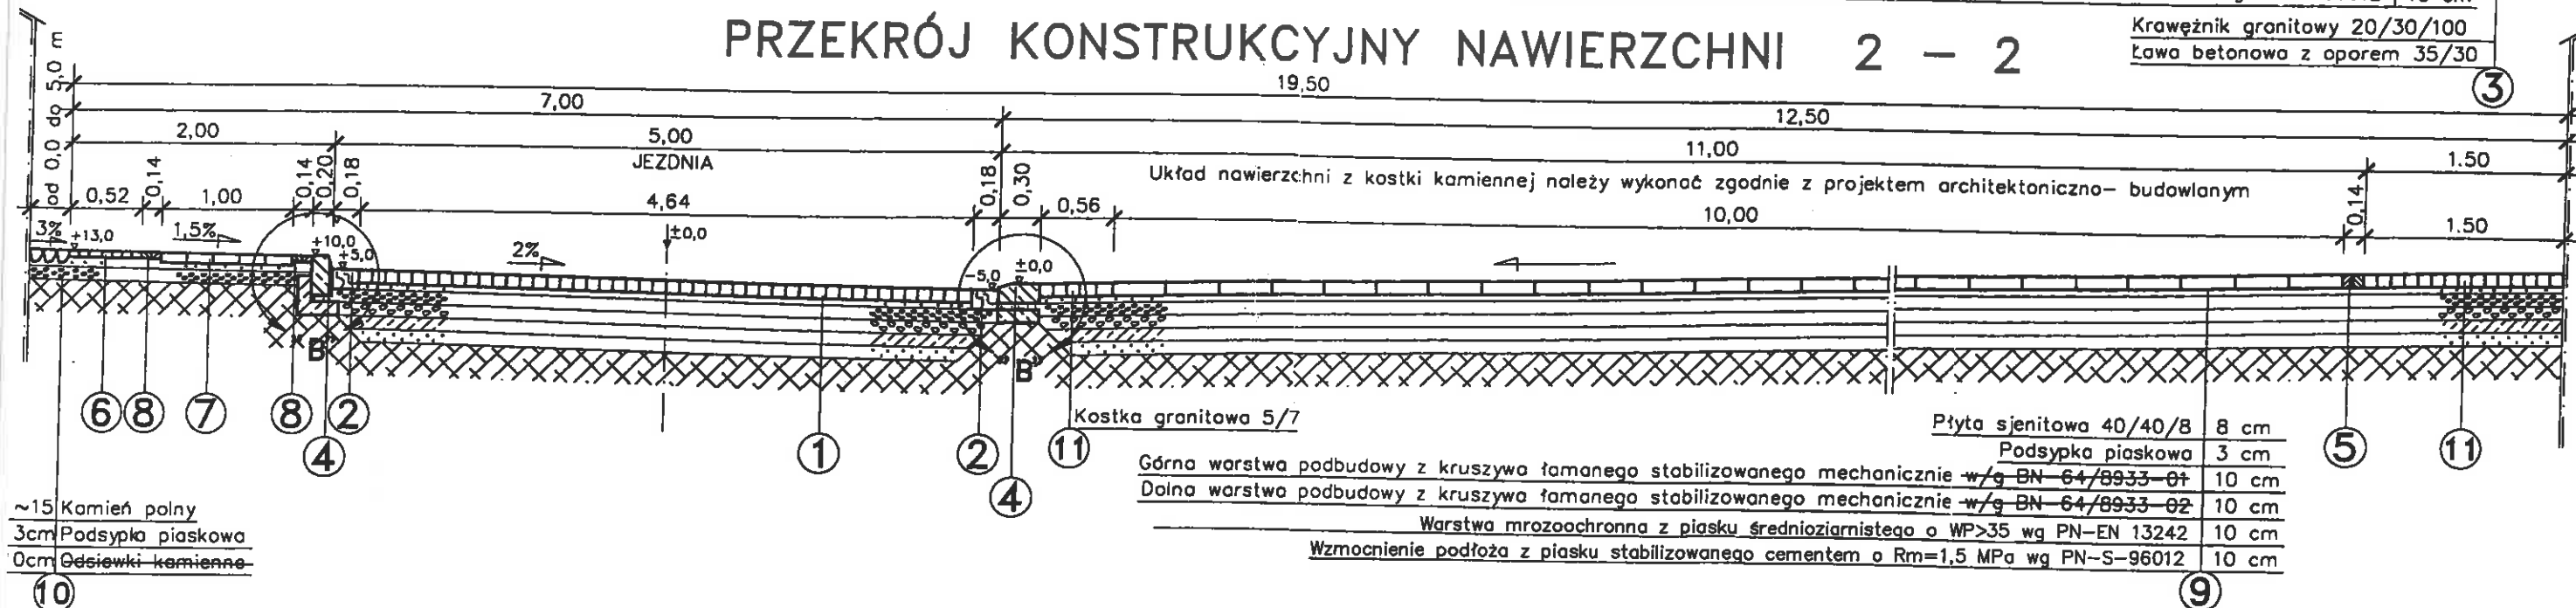 PRZEKRÓJ KONSTRUKCYJNY NAWIERZCHNI 2 – 2
Krawężnik granitowy 20/30/100
Ława betonowa z oporem 35/30
3
19,50
7,00
12,50
2,00
5,00
11,00
1.50
JEZDNIA
Układ nawierzchni z kostki kamiennej należy wykonać zgodnie z projektem architektoniczno- budowlanym
od 0,0 do 5,0 m
0,52
0,14
1,00
0,14
0,20
0,18
4,64
0,18
0,30
0,56
10,00
0,14
1.50
3%
+13,0
1,5%
+10,0
+5,0
2%
±0,0
-5,0
±0,0
B'
B'
6
8
7
8
2
4
1
2
4
11
5
11
Kostka granitowa 5/7
Płyta sjenitowa 40/40/8 8 cm
Podsypka piaskowa 3 cm
Górna warstwa podbudowy z kruszywa łamanego stabilizowanego mechanicznie w/g BN-64/8933-01 10 cm
Dolna warstwa podbudowy z kruszywa łamanego stabilizowanego mechanicznie w/g BN-64/8933-02 10 cm
Warstwa mrozoochronna z piasku średnioziarnistego o WP>35 wg PN-EN 13242 10 cm
Wzmocnienie podłoża z piasku stabilizowanego cementem o Rm=1,5 MPa wg PN-S-96012 10 cm
9
~15 Kamień polny
3cm Podsypka piaskowa
0cm Odsiewki kamienne
10